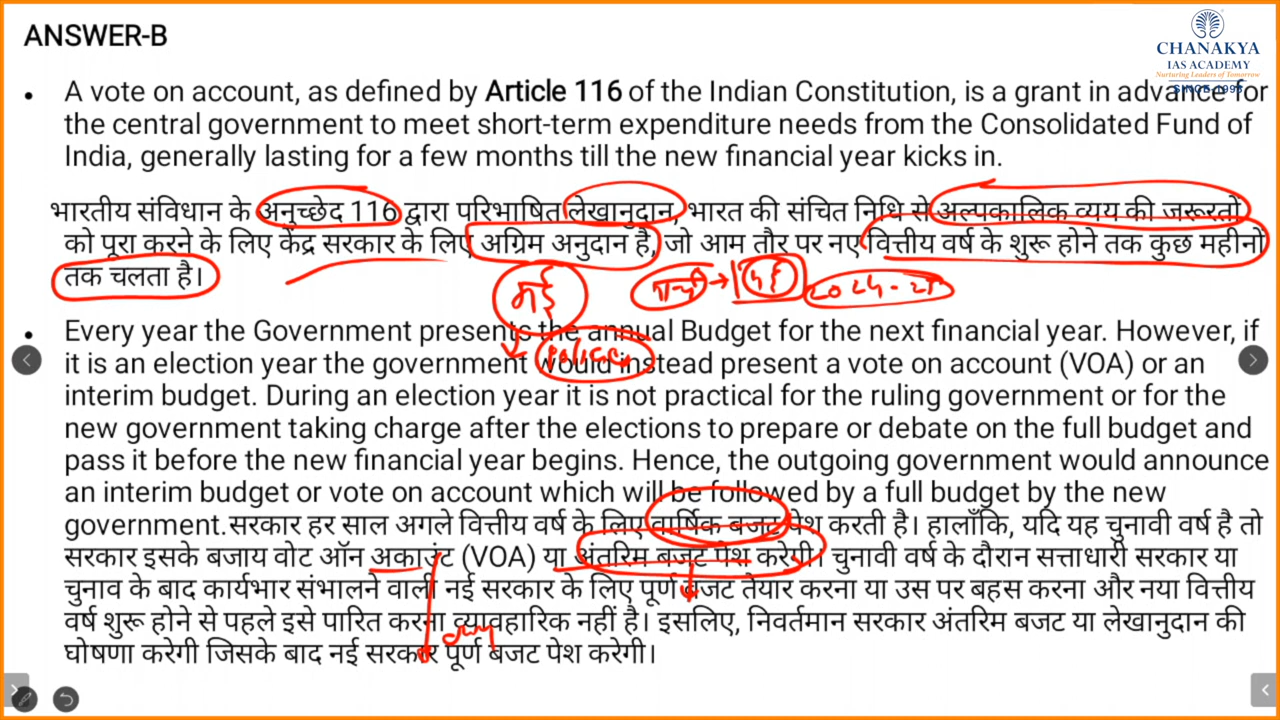 ANSWER-B
CHANAKYA
IAS ACADEMY
Nurturing Leaders of Tomorrow
SINCE-1993
• A vote on account, as defined by Article 116 of the Indian Constitution, is a grant in advance for
the central government to meet short-term expenditure needs from the Consolidated Fund of
India, generally lasting for a few months till the new financial year kicks in.
भारतीय संविधान के अनुच्छेद 116 द्वारा परिभाषित लेखानुदान, भारत की संचित निधि से अल्पकालिक व्यय की जरूरतों
को पूरा करने के लिए केंद्र सरकार के लिए अग्रिम अनुदान है, जो आम तौर पर नए वित्तीय वर्ष के शुरू होने तक कुछ महीनों
तक चलता है।
मई
2024-25
• Every year the Government presents the annual Budget for the next financial year. However, if
it is an election year the government would instead present a vote on account (VOA) or an
interim budget. During an election year it is not practical for the ruling government or for the
new government taking charge after the elections to prepare or debate on the full budget and
pass it before the new financial year begins. Hence, the outgoing government would announce
an interim budget or vote on account which will be followed by a full budget by the new
government. सरकार हर साल अगले वित्तीय वर्ष के लिए वार्षिक बजट पेश करती है। हालाँकि, यदि यह चुनावी वर्ष है तो
सरकार इसके बजाय वोट ऑन अकाउंट (VOA) या अंतरिम बजट पेश करेगी। चुनावी वर्ष के दौरान सत्ताधारी सरकार या
चुनाव के बाद कार्यभार संभालने वाली नई सरकार के लिए पूर्ण बजट तैयार करना या उस पर बहस करना और नया वित्तीय
वर्ष शुरू होने से पहले इसे पारित करना व्यावहारिक नहीं है। इसलिए, निवर्तमान सरकार अंतरिम बजट या लेखानुदान की
घोषणा करेगी जिसके बाद नई सरकार पूर्ण बजट पेश करेगी।